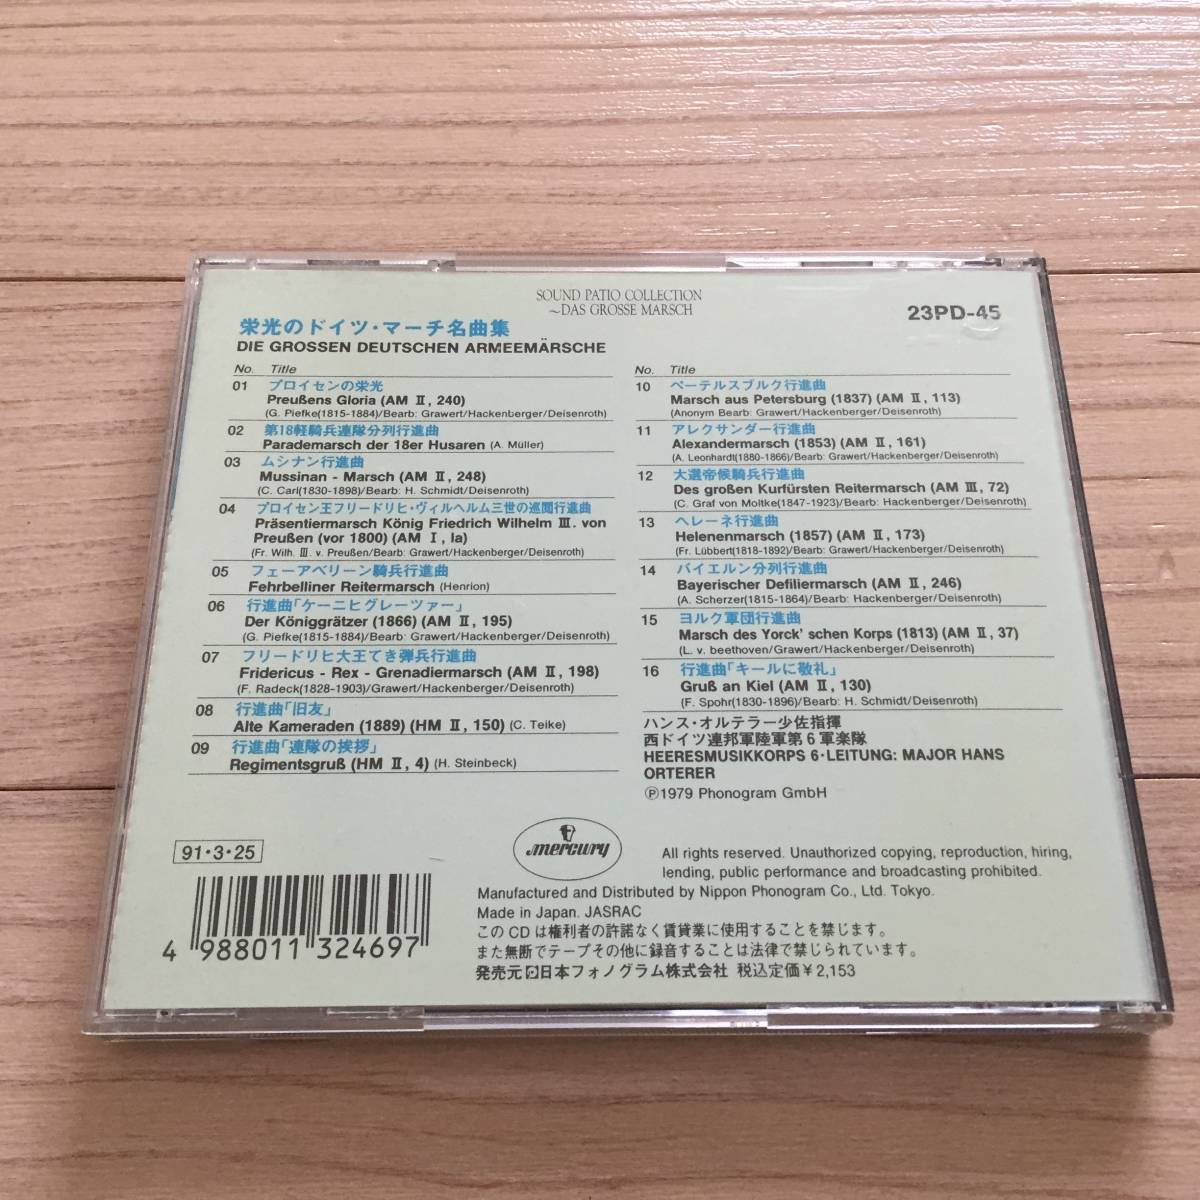 SOUND PATIO COLLECTION
~DAS GROSSE MARSCH
23PD-45
栄光のドイツ・マーチ名曲集
DIE GROSSEN DEUTSCHEN ARMEEMÄRSCHE
No. Title
01 プロイセンの栄光
Preußens Gloria (AM Ⅱ, 240)
(G. Piefke(1815-1884)/Bearb: Grawert/Hackenberger/Deisenroth)
02 第18軽騎兵連隊分列行進曲
Parademarsch der 18er Husaren (A. Müller)
03 ムシナン行進曲
Mussinan - Marsch (AM Ⅱ, 248)
(C. Carl(1830-1898)/Bearb: H. Schmidt/Deisenroth)
04 プロイセン王フリードリヒ・ヴィルヘルム三世の巡閲行進曲
Präsentiermarsch König Friedrich Wilhelm Ⅲ. von
Preußen (vor 1800) (AM Ⅰ, Ia)
(Fr. Wilh. Ⅲ. v. Preußen/Bearb: Grawert/Hackenberger/Deisenroth)
05 フェーアベリーン騎兵行進曲
Fehrbelliner Reitermarsch (Henrion)
06 行進曲「ケーニヒグレーツァー」
Der Königgrätzer (1866) (AM Ⅱ, 195)
(G. Piefke(1815-1884)/Bearb: Grawert/Hackenberger/Deisenroth)
07 フリードリヒ大王てき弾兵行進曲
Fridericus - Rex - Grenadiermarsch (AM Ⅱ, 198)
(F. Radeck(1828-1903)/Grawert/Hackenberger/Deisenroth)
08 行進曲「旧友」
Alte Kameraden (1889) (HM Ⅱ, 150) (C. Teike)
09 行進曲「連隊の挨拶」
Regimentsgruß (HM Ⅱ, 4) (H. Steinbeck)
No. Title
10 ペーテルスブルク行進曲
Marsch aus Petersburg (1837) (AM Ⅱ, 113)
(Anonym Bearb: Grawert/Hackenberger/Deisenroth)
11 アレクサンダー行進曲
Alexandermarsch (1853) (AM Ⅱ, 161)
(A. Leonhardt(1880-1866)/Bearb: Grawert/Hackenberger/Deisenroth)
12 大選帝候騎兵行進曲
Des großen Kurfürsten Reitermarsch (AM Ⅲ, 72)
(C. Graf von Moltke(1847-1923)/Bearb: Grawert/Hackenberger/Deisenroth)
13 ヘレーネ行進曲
Helenenmarsch (1857) (AM Ⅱ, 173)
(Fr. Lübbert(1818-1892)/Bearb: Grawert/Hackenberger/Deisenroth)
14 バイエルン分列行進曲
Bayerischer Defiliermarsch (AM Ⅱ, 246)
(A. Scherzer(1815-1864)/Bearb: Grawert/Hackenberger/Deisenroth)
15 ヨルク軍団行進曲
Marsch des Yorck' schen Korps (1813) (AM Ⅱ, 37)
(L. v. beethoven/Grawert/Hackenberger/Deisenroth)
16 行進曲「キールに敬礼」
Gruß an Kiel (AM Ⅱ, 130)
(F. Spohr(1830-1896)/Bearb: H. Schmidt/Deisenroth)
ハンス・オルテラー少佐指揮
西ドイツ連邦軍陸軍第6軍楽隊
HEERESMUSIKKORPS 6・LEITUNG: MAJOR HANS
ORTERER
Ⓟ1979 Phonogram GmbH
91・3・25
mercury
All rights reserved. Unauthorized copying, reproduction, hiring,
lending, public performance and broadcasting prohibited.
Manufactured and Distributed by Nippon Phonogram Co., Ltd. Tokyo.
Made in Japan. JASRAC
このCDは権利者の許諾なく賃貸業に使用することを禁じます。
また無断でテープその他に録音することは法律で禁じられています。
発売元 日本フォノグラム株式会社 税込定価¥2,153
4 988011 324697